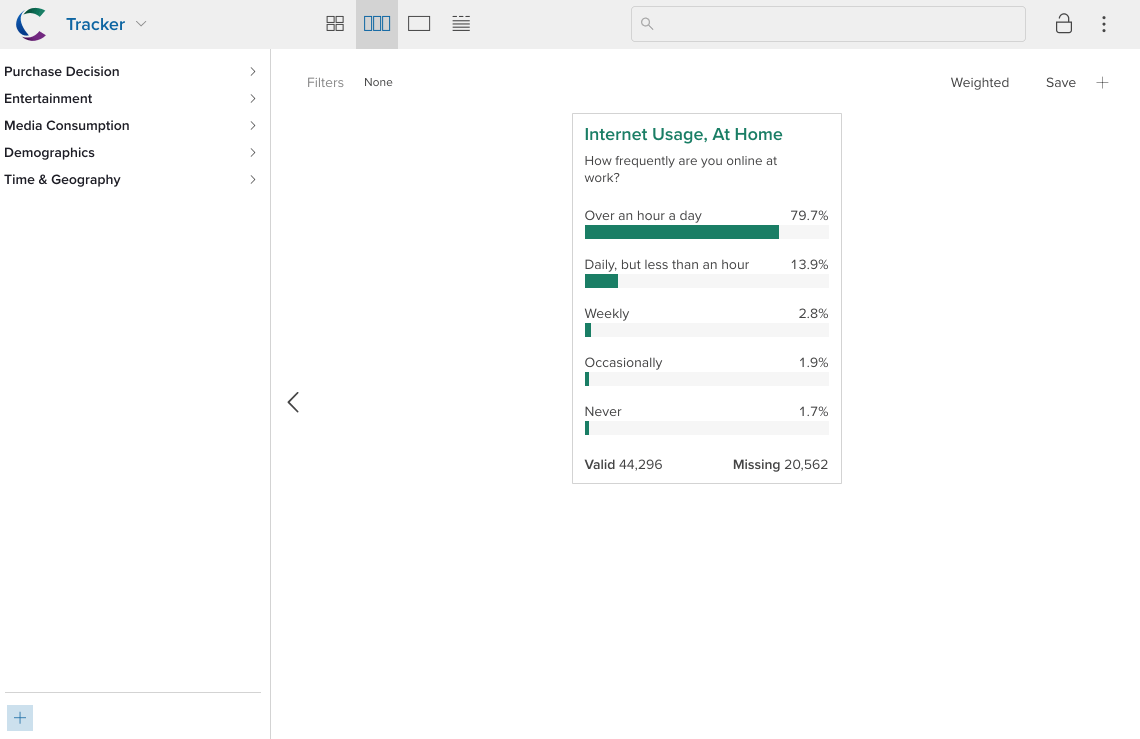 Tracker
Purchase Decision
Entertainment
Media Consumption
Demographics
Time & Geography
Filters None
Weighted Save
Internet Usage, At Home
How frequently are you online at
work?
Over an hour a day 79.7%
Daily, but less than an hour 13.9%
Weekly 2.8%
Occasionally 1.9%
Never 1.7%
Valid 44,296 Missing 20,562